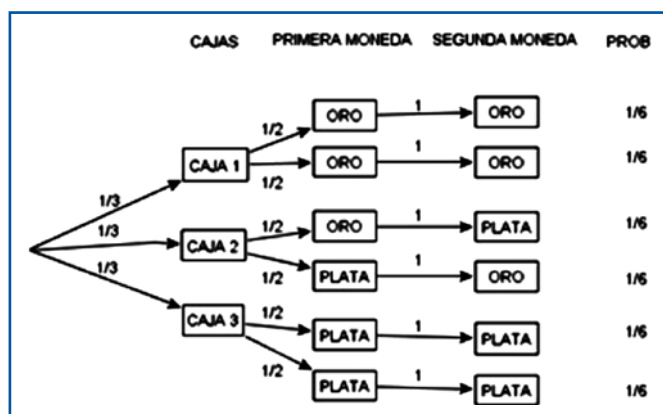 CAJAS PRIMERA MONEDA SEGUNDA MONEDA PROB
1/2 ORO 1 ORO 1/6
CAJA 1
1/2 ORO 1 ORO 1/6
1/3
1/3 1/2 ORO 1 PLATA 1/6
CAJA 2
1/3 1/2 PLATA 1 ORO 1/6
CAJA 3 1/2 PLATA 1 PLATA 1/6
1/2 PLATA 1 PLATA 1/6